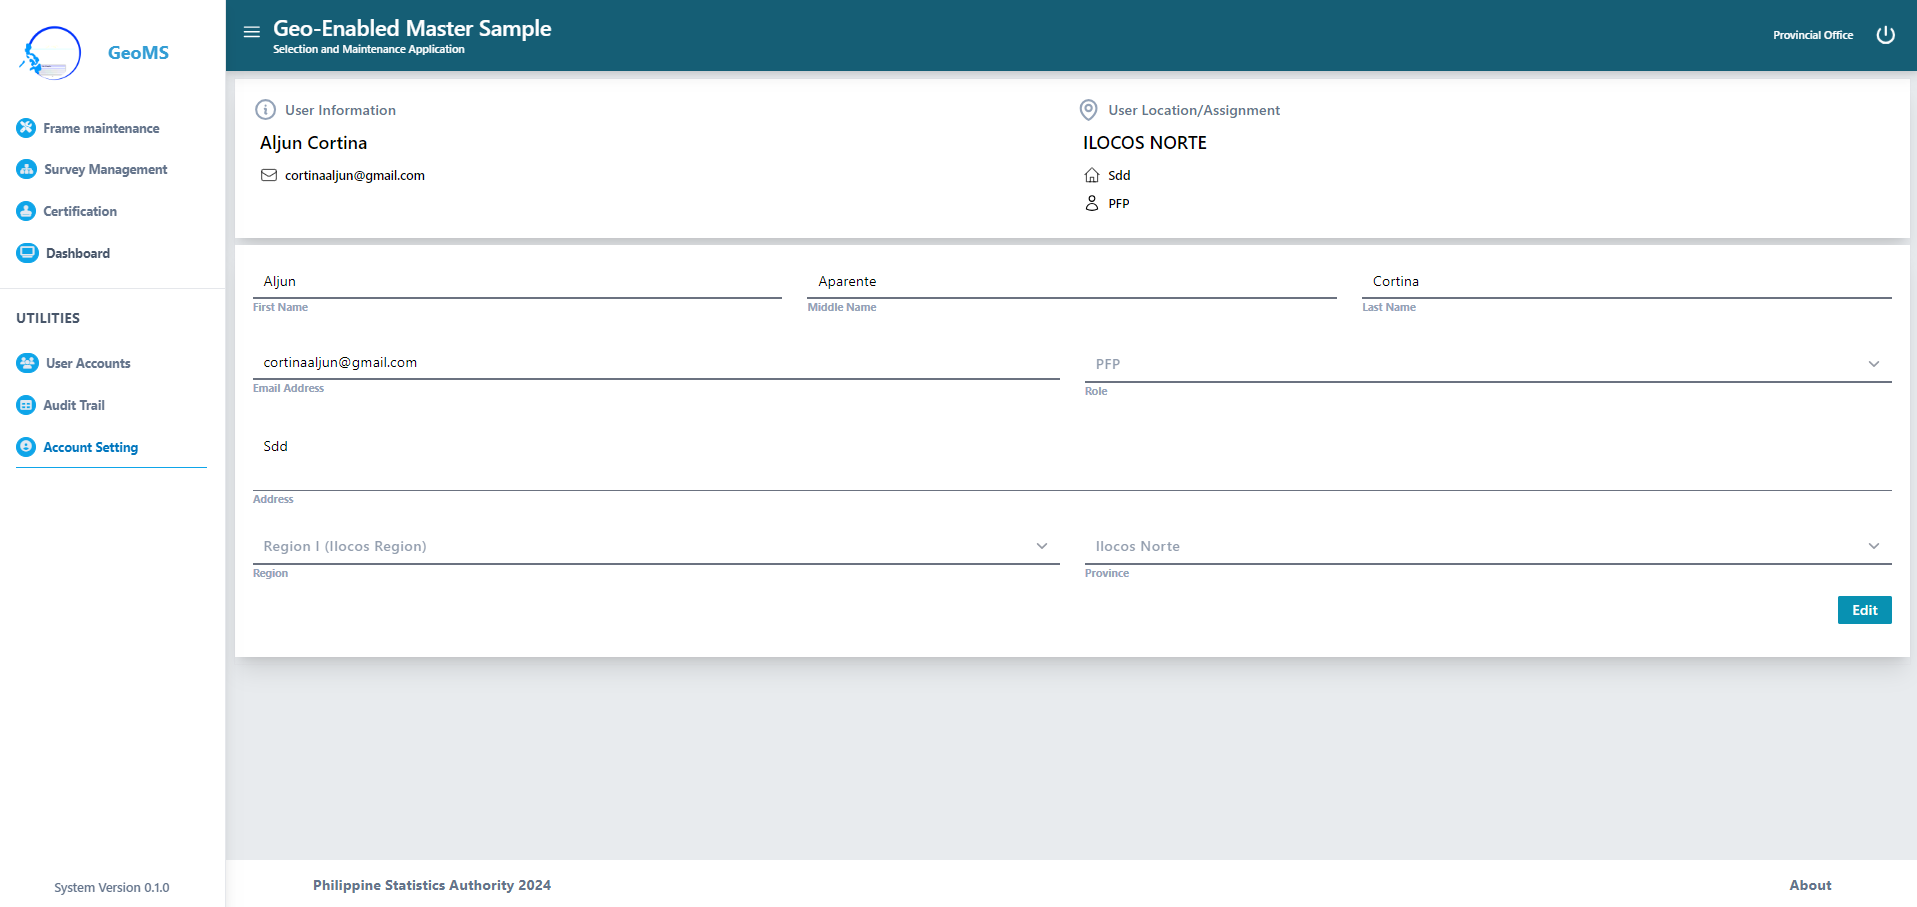 GeoMS
Frame maintenance
Survey Management
Certification
Dashboard
UTILITIES
User Accounts
Audit Trail
Account Setting
System Version 0.1.0
Geo-Enabled Master Sample
Selection and Maintenance Application
Provincial Office
User Information
Aljun Cortina
cortinaaljun@gmail.com
User Location/Assignment
ILOCOS NORTE
Sdd
PFP
Aljun
First Name
Aparente
Middle Name
Cortina
Last Name
cortinaaljun@gmail.com
Email Address
PFP
Role
Sdd
Address
Region I (Ilocos Region)
Region
Ilocos Norte
Province
Edit
Philippine Statistics Authority 2024
About